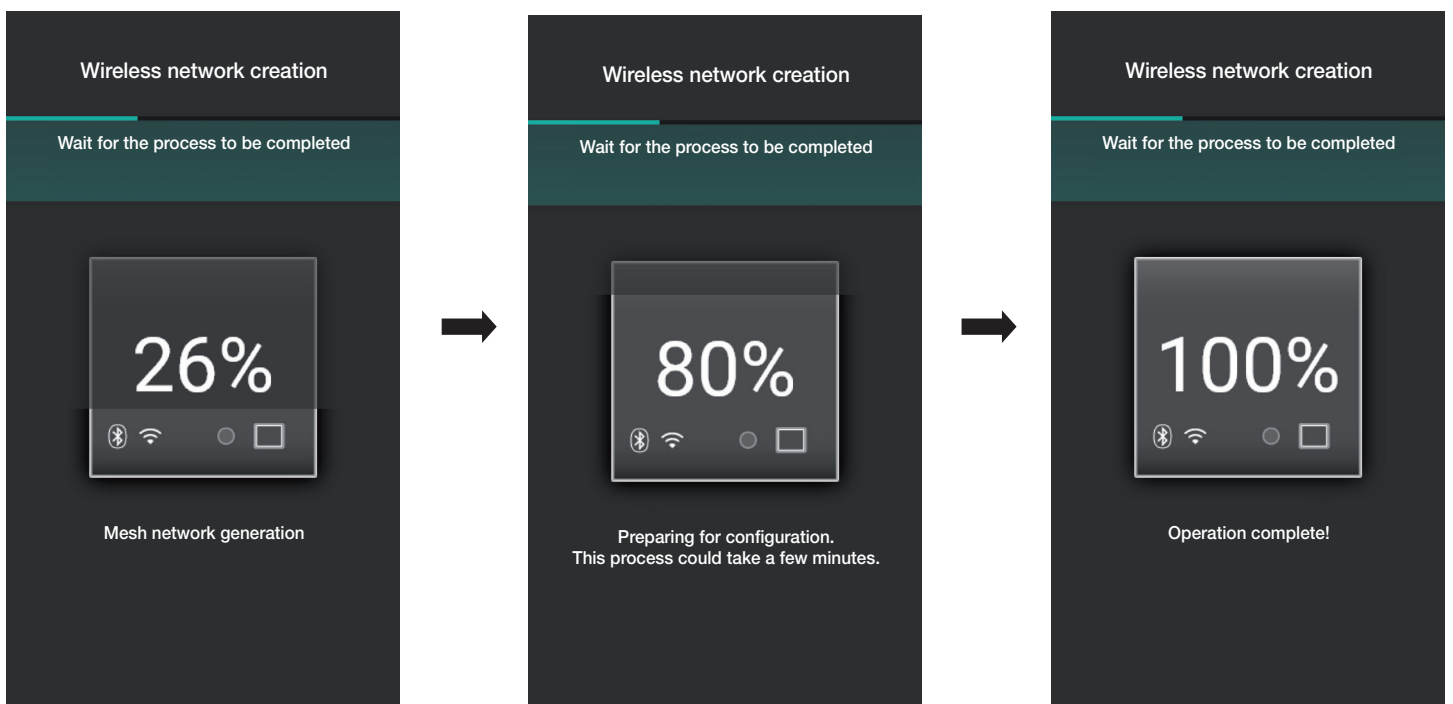 Wireless network creation
Wait for the process to be completed
26%
Mesh network generation
Wireless network creation
Wait for the process to be completed
80%
Preparing for configuration.
This process could take a few minutes.
Wireless network creation
Wait for the process to be completed
100%
Operation complete!